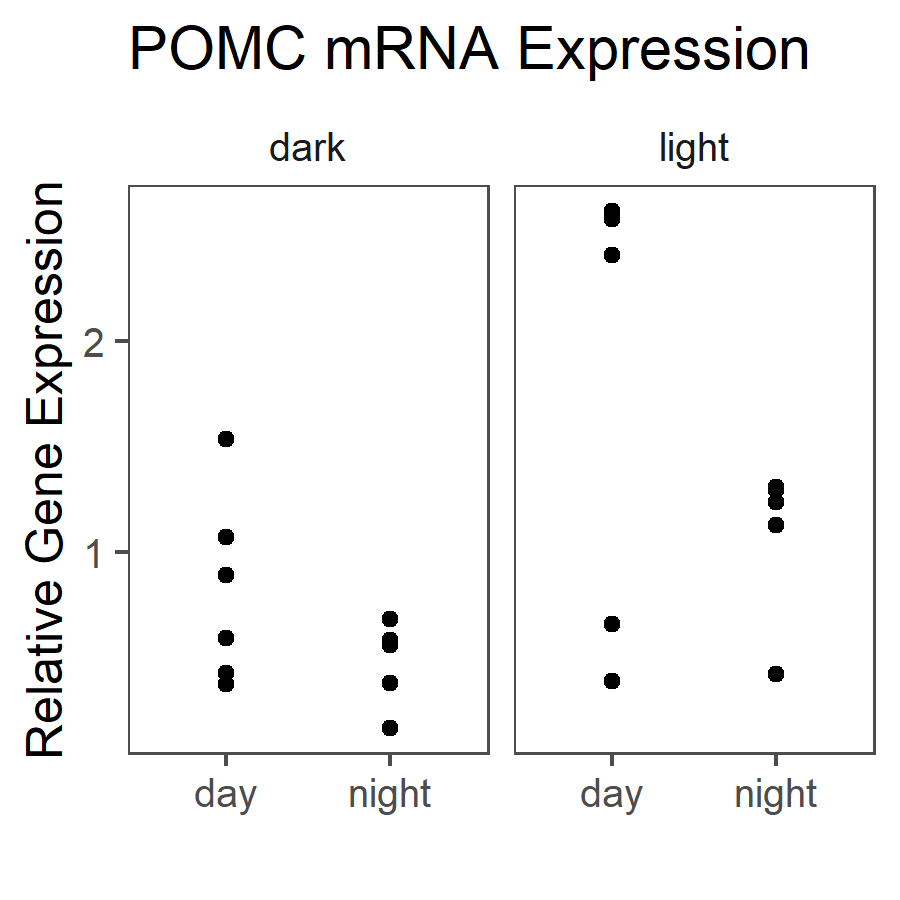 POMC mRNA Expression
dark
light
Relative Gene Expression
2
1
day
night
day
night